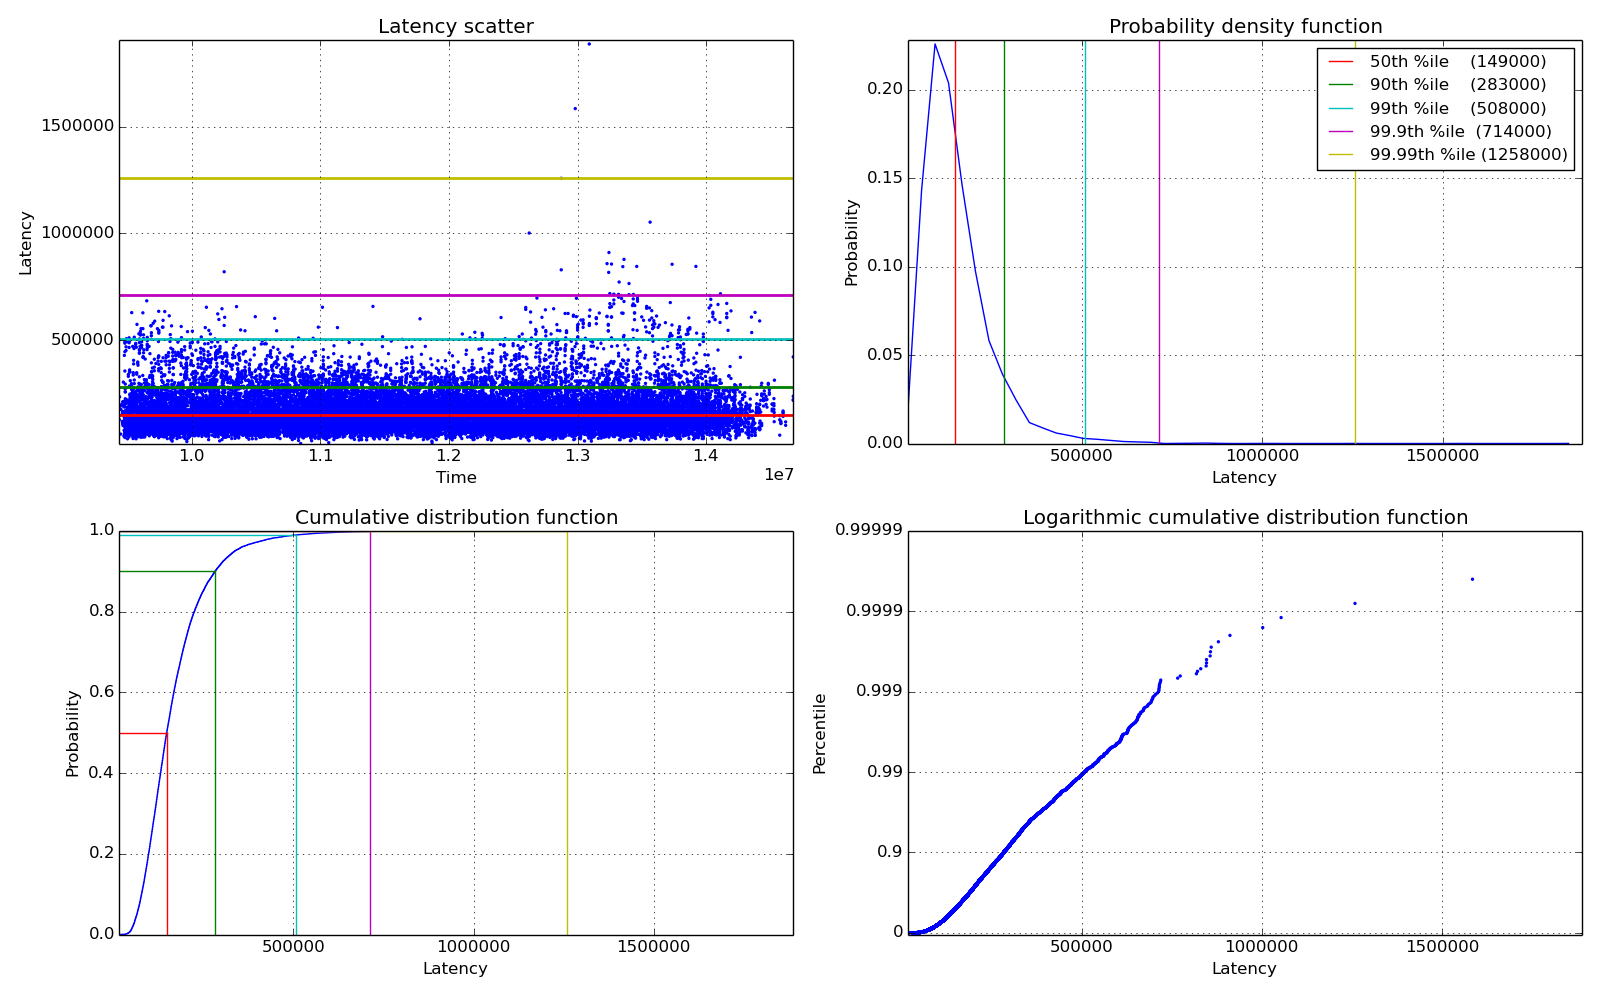 Latency scatter
1500000
1000000
500000
Latency
1.0 1.1 1.2 1.3 1.4
1e7
Time
Probability density function
0.20
0.15
0.10
0.05
0.00
Probability
50th %ile (149000)
90th %ile (283000)
99th %ile (508000)
99.9th %ile (714000)
99.99th %ile (1258000)
500000 1000000 1500000
Latency
Cumulative distribution function
1.0
0.8
0.6
0.4
0.2
0.0
Probability
500000 1000000 1500000
Latency
Logarithmic cumulative distribution function
0.99999
0.9999
0.999
0.99
0.9
0
Percentile
500000 1000000 1500000
Latency